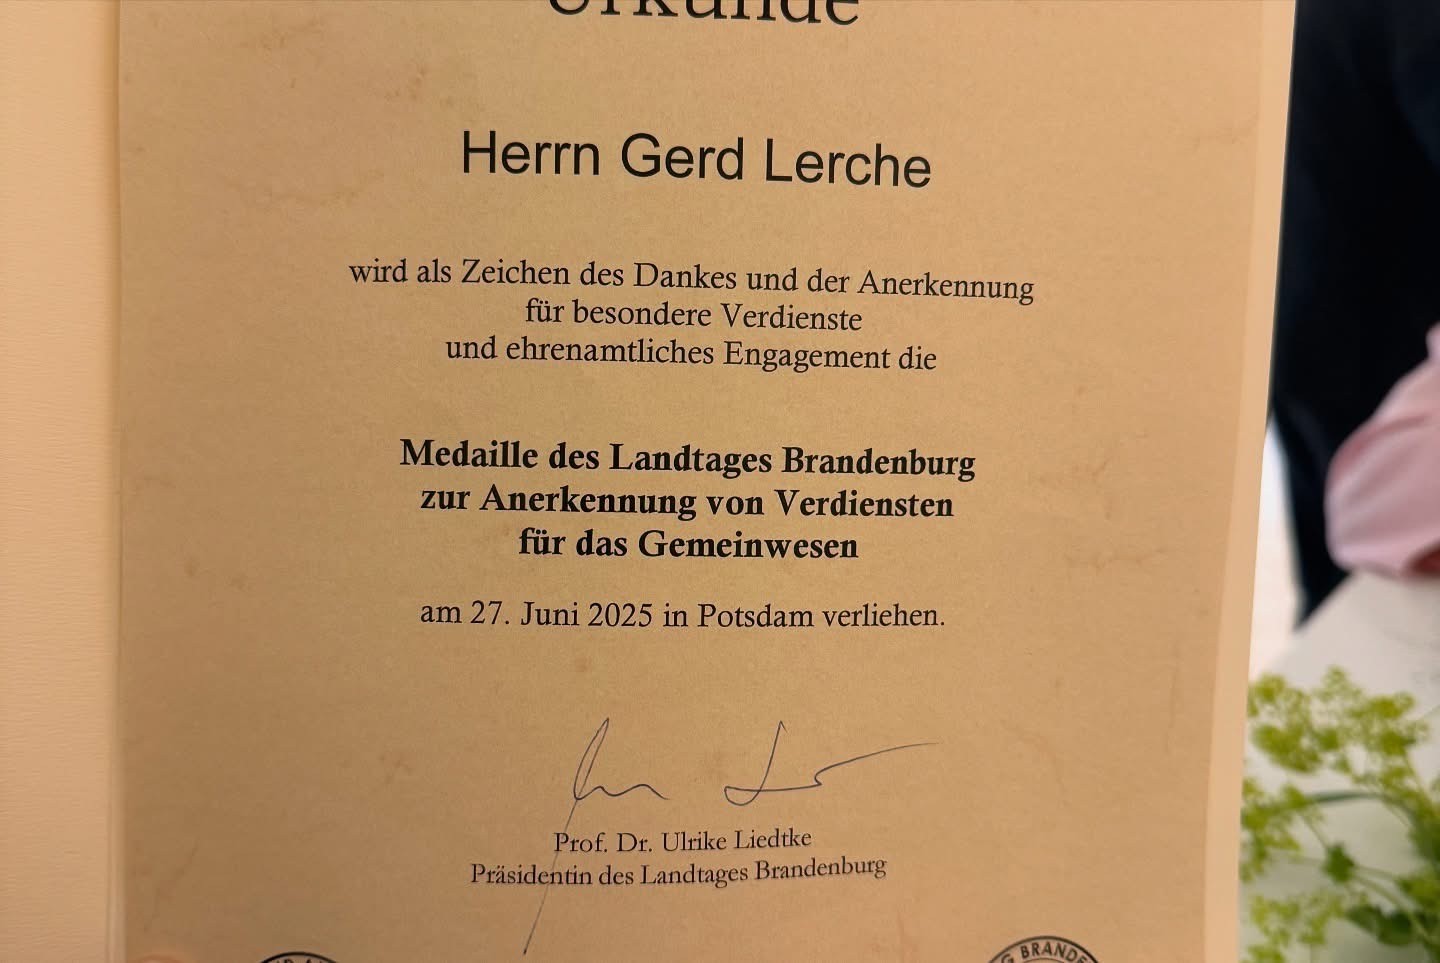 Urkunde
Herrn Gerd Lerche
wird als Zeichen des Dankes und der Anerkennung
für besondere Verdienste
und ehrenamtliches Engagement die
Medaille des Landtages Brandenburg
zur Anerkennung von Verdiensten
für das Gemeinwesen
am 27. Juni 2025 in Potsdam verliehen.
Prof. Dr. Ulrike Liedtke
Präsidentin des Landtages Brandenburg